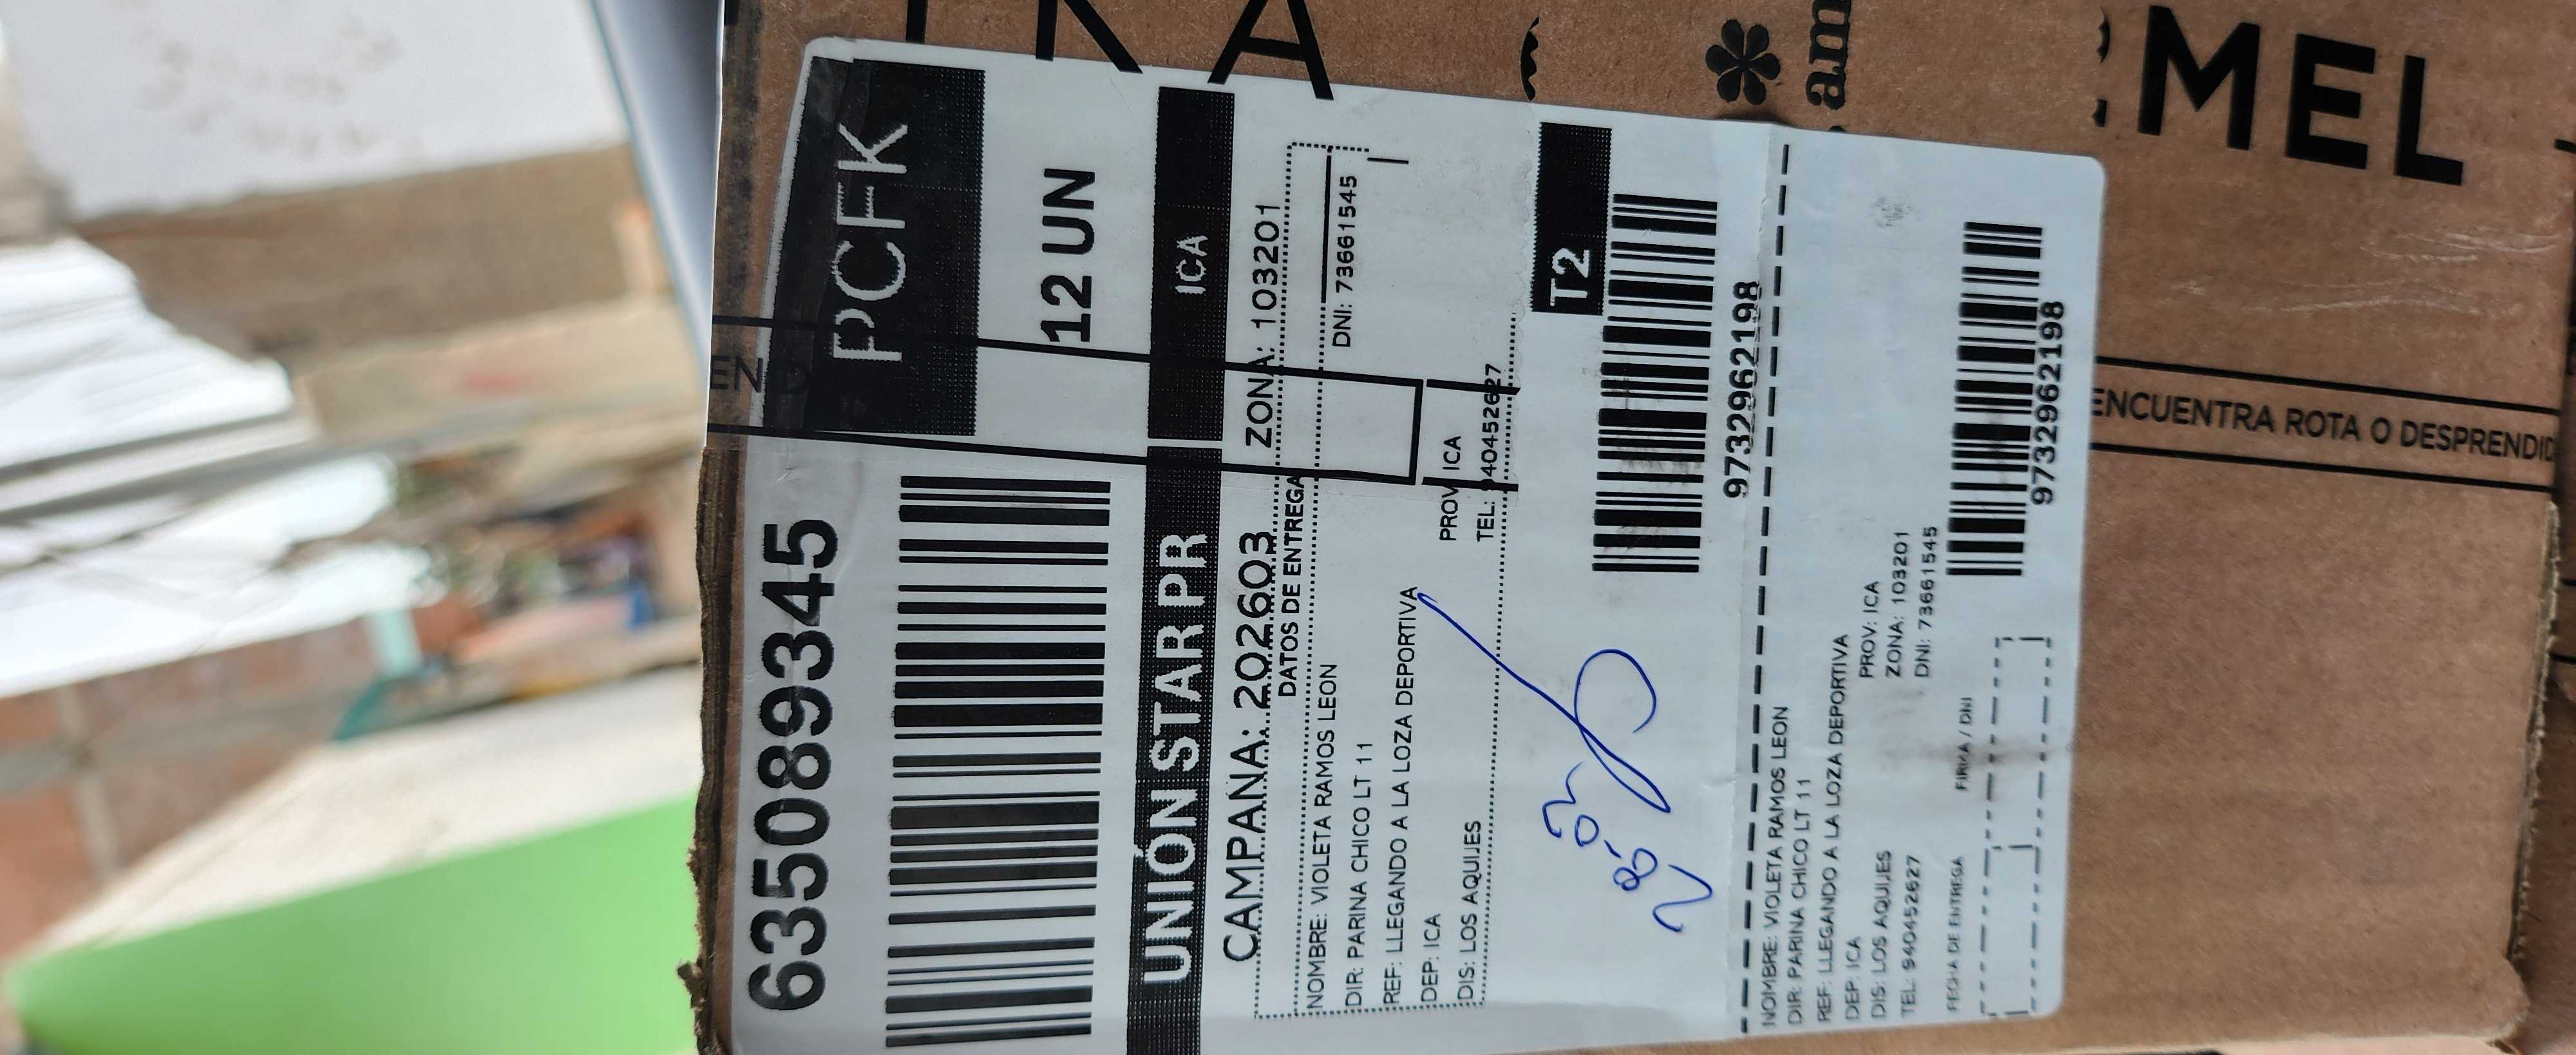 6350893345
PCFK
12 UN
UNIÓN STAR PR
ICA
CAMPANA: 202603
ZONA: 103201
DATOS DE ENTREGA
NOMBRE: VIOLETA RAMOS LEON
DNI: 73661545
DIR: PARINA CHICO LT 11
REF: LLEGANDO A LA LOZA DEPORTIVA
DEP: ICA
PROV ICA
DIS: LOS AQUIJES
TEL: 940452627
T2
9732962198
NOMBRE: VIOLETA RAMOS LEON
DIR: PARINA CHICO LT 11
REF: LLEGANDO A LA LOZA DEPORTIVA
DEP: ICA
PROV: ICA
DIS: LOS AQUIJES
ZONA: 103201
TEL: 940452627
DNI: 73661545
FECHA DE ENTREGA
FIRMA / DNI
9732962198
MEL
ENCUENTRA ROTA O DESPRENDID